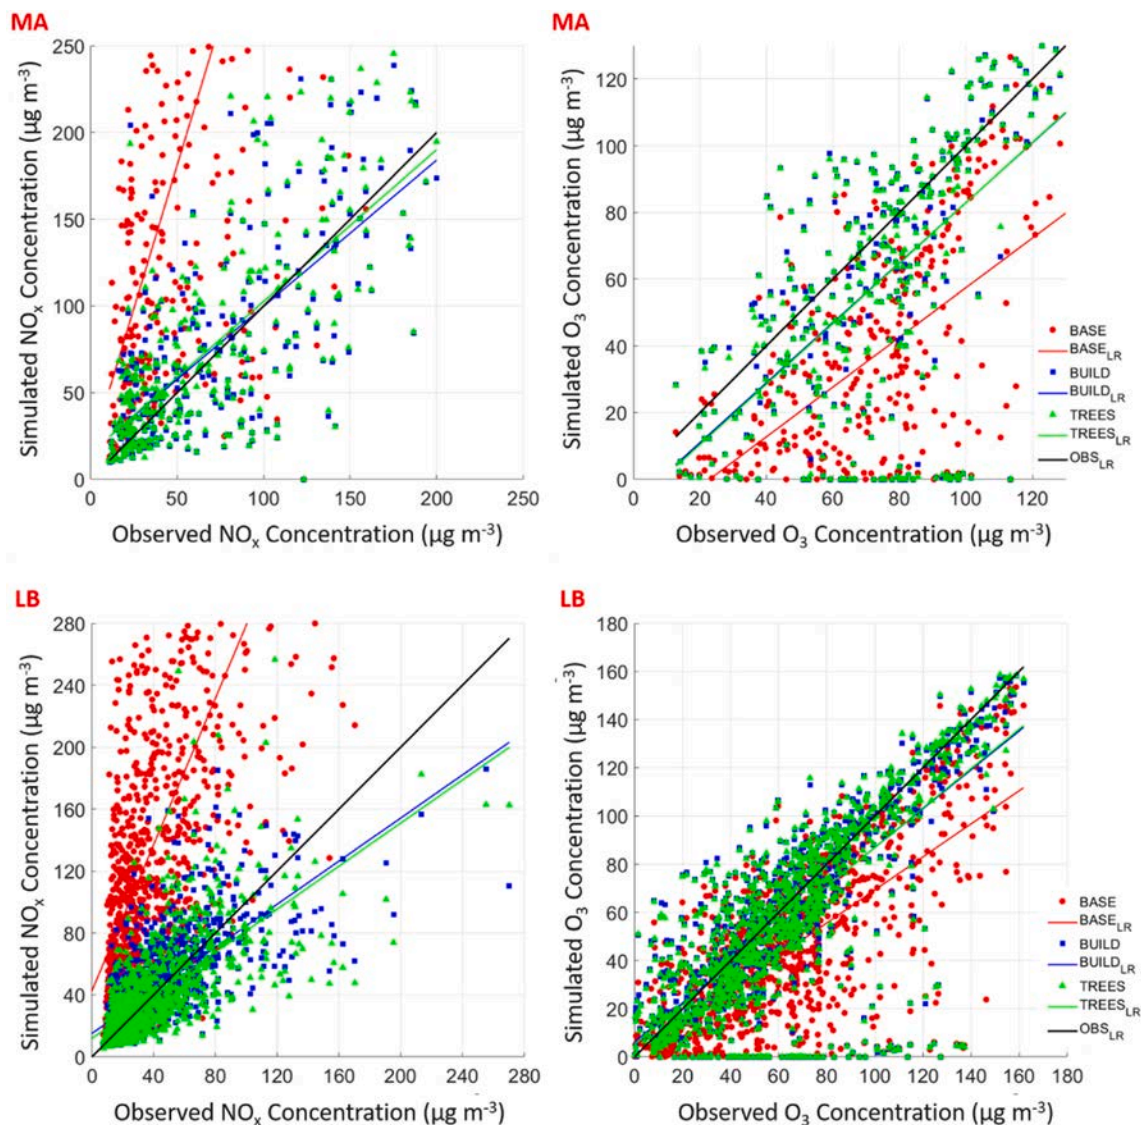 MA
250
200
150
100
50
0
Simulated NOx Concentration (µg m-3)
0 50 100 150 200 250
Observed NOx Concentration (µg m-3)
MA
120
100
80
60
40
20
0
Simulated O3 Concentration (µg m-3)
0 20 40 60 80 100 120
Observed O3 Concentration (µg m-3)
BASE
BASELR
BUILD
BUILDLR
TREES
TREESLR
OBSLR
LB
280
240
200
160
120
80
40
0
Simulated NOx Concentration (µg m-3)
0 40 80 120 160 200 240 280
Observed NOx Concentration (µg m-3)
LB
180
160
140
120
100
80
60
40
20
0
Simulated O3 Concentration (µg m-3)
0 20 40 60 80 100 120 140 160 180
Observed O3 Concentration (µg m-3)
BASE
BASELR
BUILD
BUILDLR
TREES
TREESLR
OBSLR